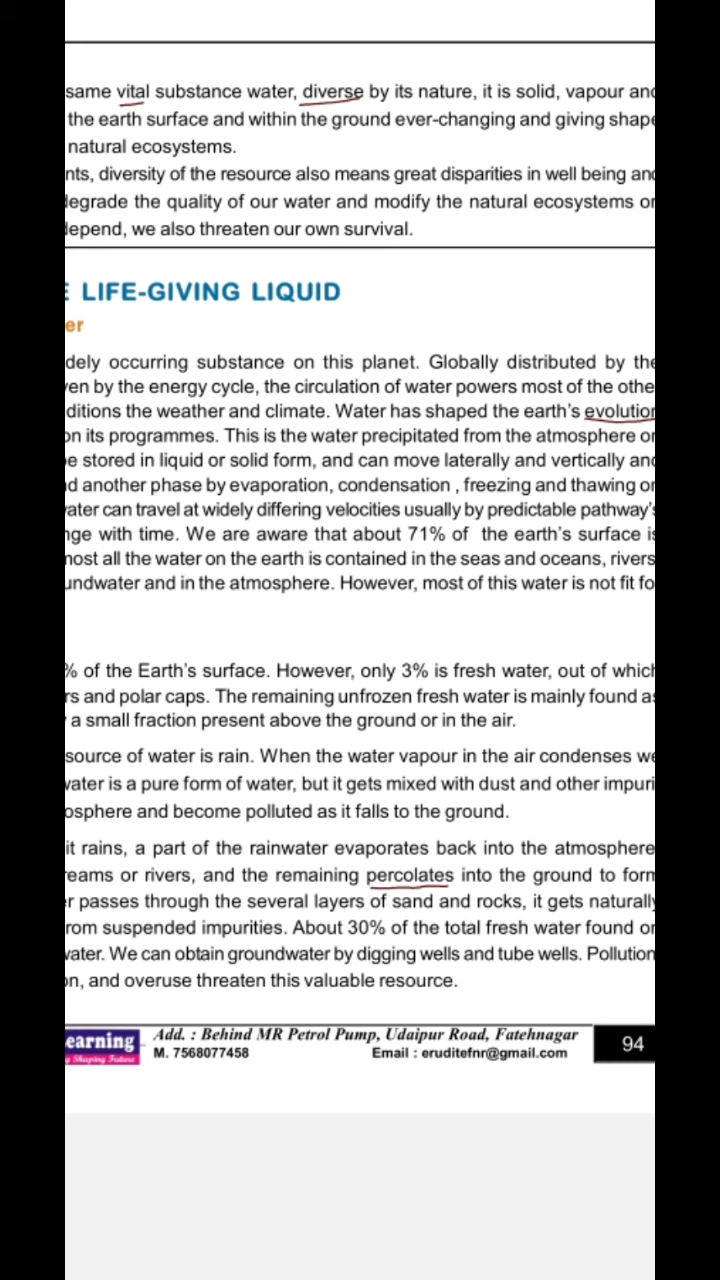 same vital substance water, diverse by its nature, it is solid, vapour and
the earth surface and within the ground ever-changing and giving shape
natural ecosystems.
nts, diversity of the resource also means great disparities in well being and
degrade the quality of our water and modify the natural ecosystems or
depend, we also threaten our own survival.
LIFE-GIVING LIQUID
er
dely occurring substance on this planet. Globally distributed by the
en by the energy cycle, the circulation of water powers most of the othe
ditions the weather and climate. Water has shaped the earth's evolution
on its programmes. This is the water precipitated from the atmosphere or
e stored in liquid or solid form, and can move laterally and vertically and
d another phase by evaporation, condensation , freezing and thawing or
ater can travel at widely differing velocities usually by predictable pathway's
nge with time. We are aware that about 71% of the earth's surface is
most all the water on the earth is contained in the seas and oceans, rivers
undwater and in the atmosphere. However, most of this water is not fit fo
% of the Earth's surface. However, only 3% is fresh water, out of which
rs and polar caps. The remaining unfrozen fresh water is mainly found as
a small fraction present above the ground or in the air.
source of water is rain. When the water vapour in the air condenses we
water is a pure form of water, but it gets mixed with dust and other impuri
osphere and become polluted as it falls to the ground.
it rains, a part of the rainwater evaporates back into the atmosphere
reams or rivers, and the remaining percolates into the ground to form
r passes through the several layers of sand and rocks, it gets naturally
rom suspended impurities. About 30% of the total fresh water found or
water. We can obtain groundwater by digging wells and tube wells. Pollution
on, and overuse threaten this valuable resource.
earning
Shaping Future
Add. : Behind MR Petrol Pump, Udaipur Road, Fatehnagar
M. 7568077458 Email : eruditefnr@gmail.com
94